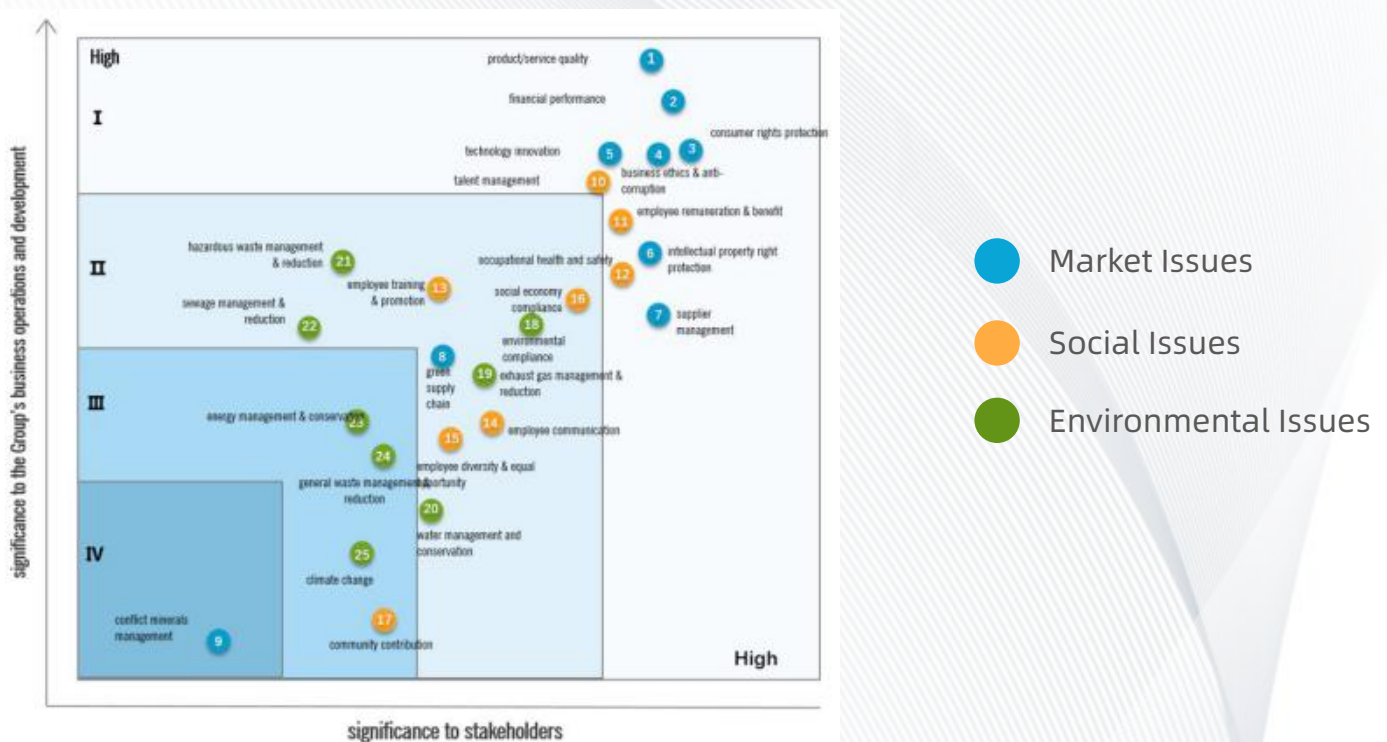 High
product/service quality
1
financial performance
2
I
consumer rights protection
technology innovation
5
4
3
talent management
10
business ethics & anti-
corruption
11
employee remuneration & benefit
hazardous waste management
& reduction
21
II
occupational health and safety
6
intellectual property right
protection
12
employee training
& promotion
13
social economy
compliance
16
sewage management &
reduction
22
18
7
supplier
management
environmental
compliance
8
green
supply
chain
19
exhaust gas management &
reduction
III
energy management & conservation
23
14
employee communication
15
24
employee diversity & equal
opportunity
general waste management &
reduction
20
water management and
conservation
IV
25
climate change
conflict minerals
management
9
17
community contribution
High
significance to the Group's business operations and development
significance to stakeholders
Market Issues
Social Issues
Environmental Issues